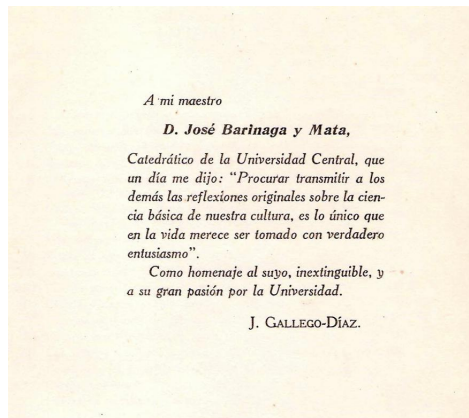 A mi maestro
D. José Barinaga y Mata,
Catedrático de la Universidad Central, que
un día me dijo: "Procurar transmitir a los
demás las reflexiones originales sobre la cien-
cia básica de nuestra cultura, es lo único que
en la vida merece ser tomado con verdadero
entusiasmo".
Como homenaje al suyo, inextinguible, y
a su gran pasión por la Universidad.
J. GALLEGO-DÍAZ.